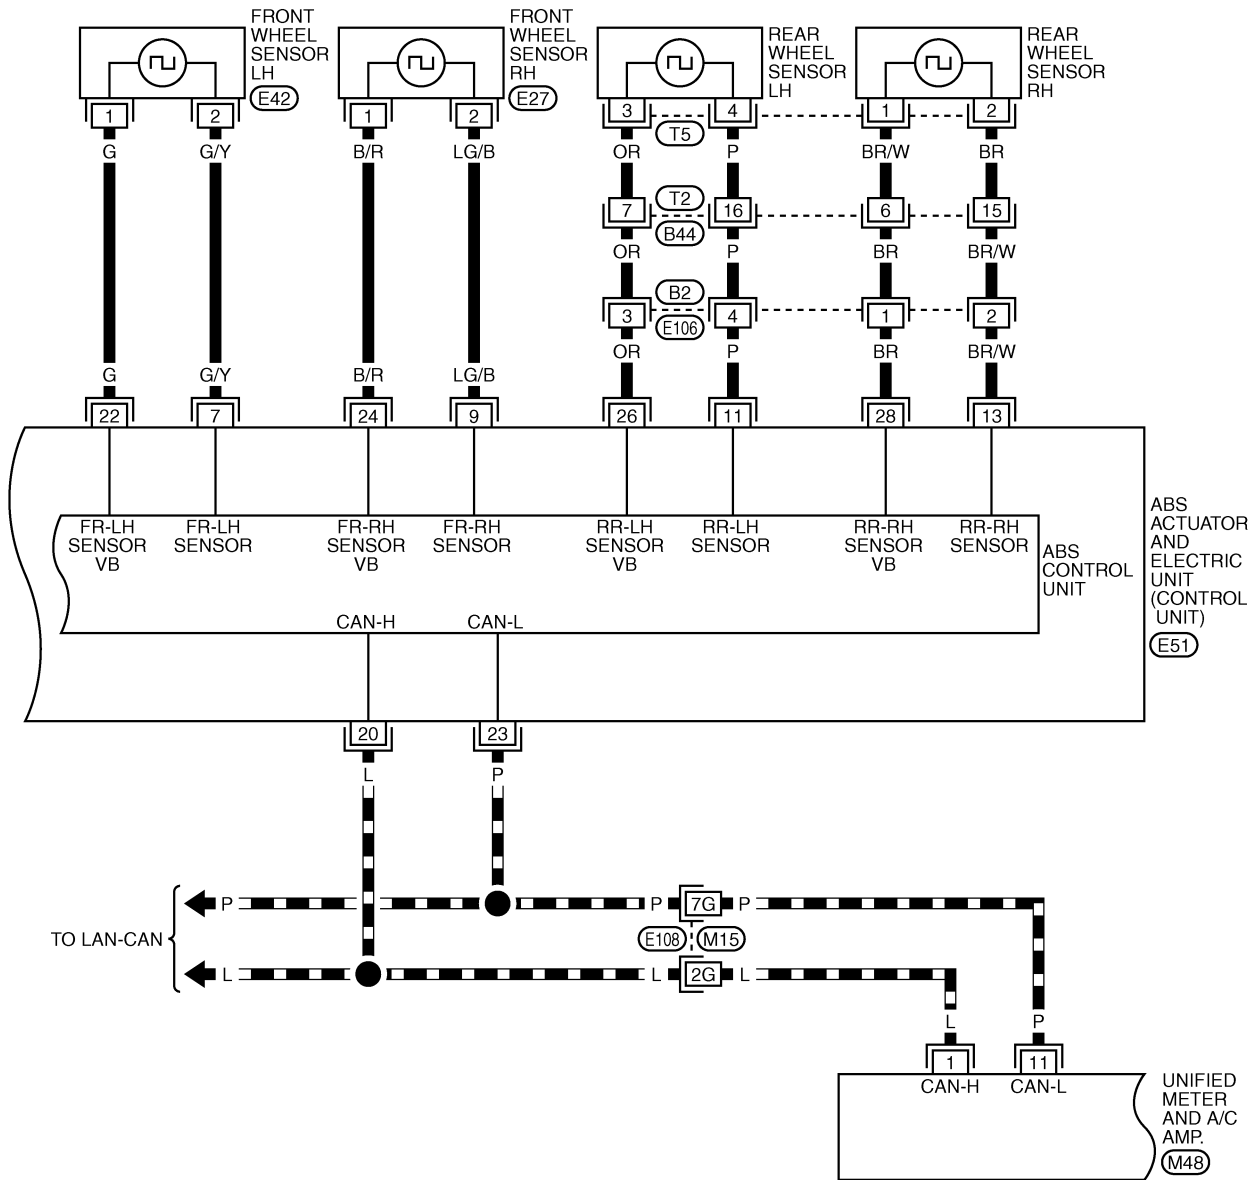 FRONT
WHEEL
SENSOR
LH
E42
FRONT
WHEEL
SENSOR
RH
E27
REAR
WHEEL
SENSOR
LH
REAR
WHEEL
SENSOR
RH
1 2 1 2 3 4 1 2
T5
G G/Y B/R LG/B OR P BR/W BR
T2
7 16 6 15
B44
OR P BR BR/W
B2
3 4 1 2
E106
OR P BR BR/W
G G/Y B/R LG/B
22 7 24 9 26 11 28 13
FR-LH
SENSOR
VB
FR-LH
SENSOR
FR-RH
SENSOR
VB
FR-RH
SENSOR
RR-LH
SENSOR
VB
RR-LH
SENSOR
RR-RH
SENSOR
VB
RR-RH
SENSOR
ABS
CONTROL
UNIT
ABS
ACTUATOR
AND
ELECTRIC
UNIT
(CONTROL
UNIT)
E51
CAN-H CAN-L
20 23
L P
P P 7G P
TO LAN-CAN
E108 M15
L L 2G L
L P
1 11
CAN-H CAN-L
UNIFIED
METER
AND A/C
AMP.
M48